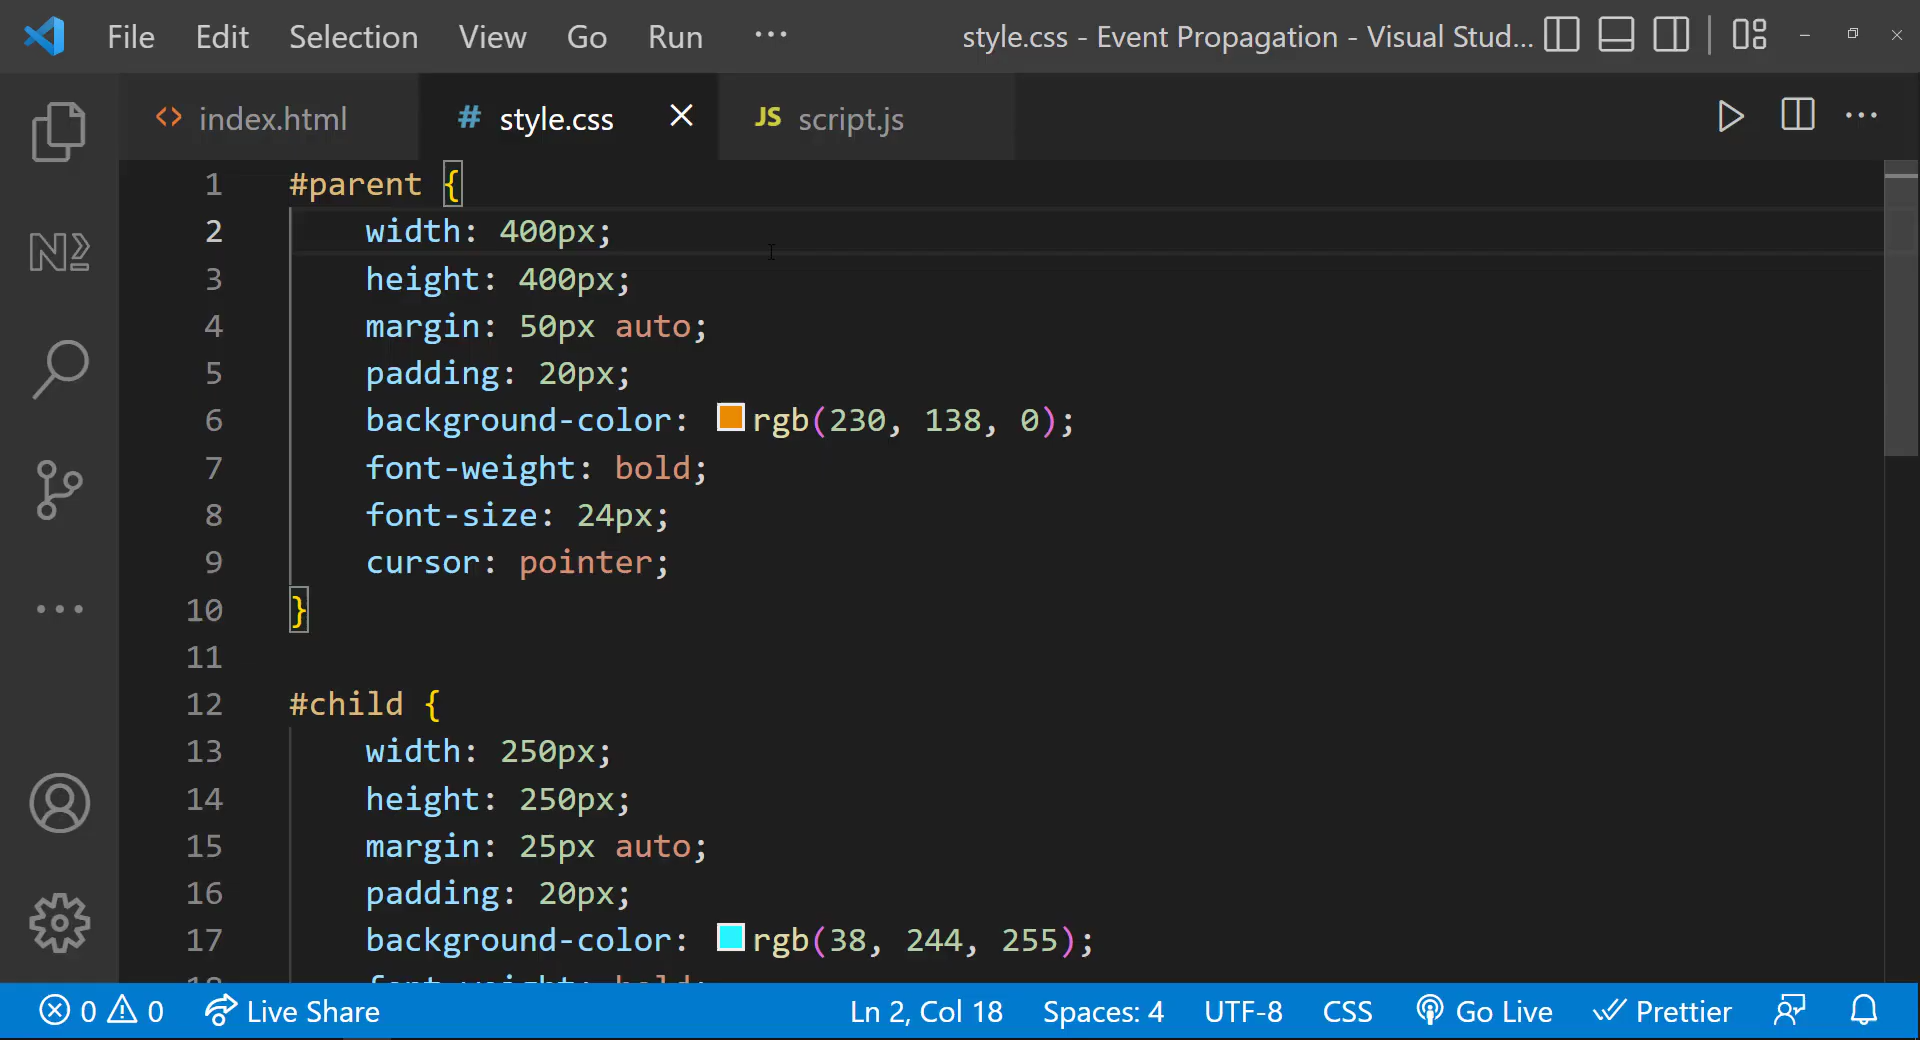 File Edit Selection View Go Run ··· style.css - Event Propagation - Visual Stud...
<> index.html # style.css JS script.js
1 #parent {
2 width: 400px;
3 height: 400px;
4 margin: 50px auto;
5 padding: 20px;
6 background-color: rgb(230, 138, 0);
7 font-weight: bold;
8 font-size: 24px;
9 cursor: pointer;
10 }
11
12 #child {
13 width: 250px;
14 height: 250px;
15 margin: 25px auto;
16 padding: 20px;
17 background-color: rgb(38, 244, 255);
0 0 Live Share Ln 2, Col 18 Spaces: 4 UTF-8 CSS Go Live Prettier